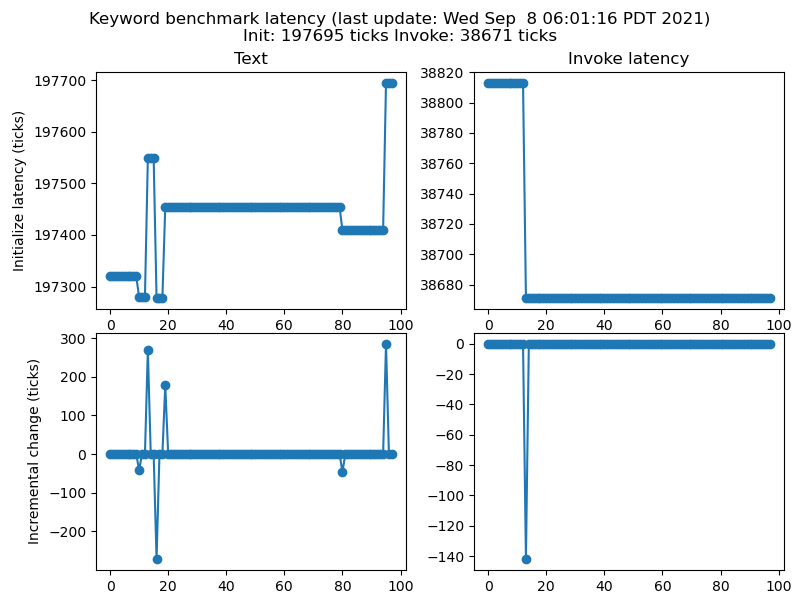 Keyword benchmark latency (last update: Wed Sep  8 06:01:16 PDT 2021)
Init: 197695 ticks Invoke: 38671 ticks
Text
Invoke latency
Initialize latency (ticks)
197700
197600
197500
197400
197300
0 20 40 60 80 100
38820
38800
38780
38760
38740
38720
38700
38680
0 20 40 60 80 100
Incremental change (ticks)
300
200
100
0
−100
−200
0 20 40 60 80 100
0
−20
−40
−60
−80
−100
−120
−140
0 20 40 60 80 100